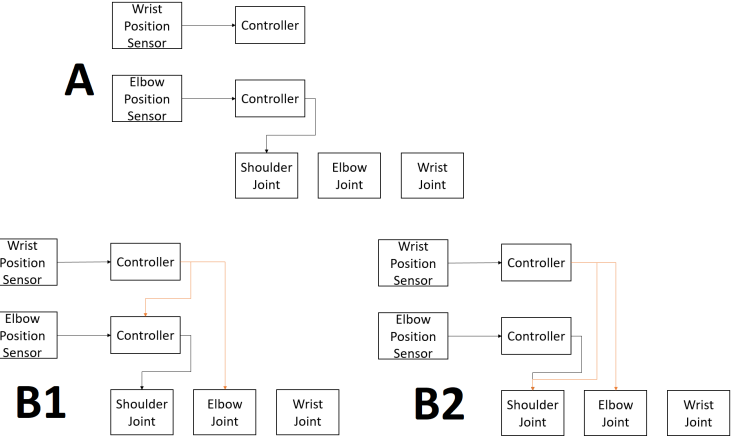 Wrist
Position
Sensor
Controller
A
Elbow
Position
Sensor
Controller
Shoulder
Joint
Elbow
Joint
Wrist
Joint
Wrist
Position
Sensor
Controller
Elbow
Position
Sensor
Controller
B1
Shoulder
Joint
Elbow
Joint
Wrist
Joint
Wrist
Position
Sensor
Controller
Elbow
Position
Sensor
Controller
B2
Shoulder
Joint
Elbow
Joint
Wrist
Joint